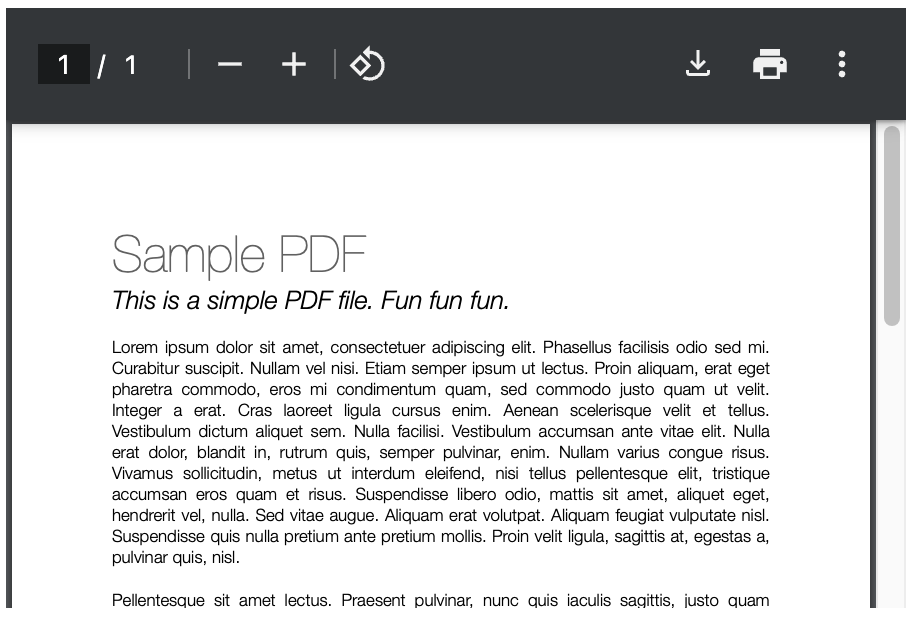 1 / 1
Sample PDF
This is a simple PDF file. Fun fun fun.
Lorem ipsum dolor sit amet, consectetuer adipiscing elit. Phasellus facilisis odio sed mi.
Curabitur suscipit. Nullam vel nisi. Etiam semper ipsum ut lectus. Proin aliquam, erat eget
pharetra commodo, eros mi condimentum quam, sed commodo justo quam ut velit.
Integer a erat. Cras laoreet ligula cursus enim. Aenean scelerisque velit et tellus.
Vestibulum dictum aliquet sem. Nulla facilisi. Vestibulum accumsan ante vitae elit. Nulla
erat dolor, blandit in, rutrum quis, semper pulvinar, enim. Nullam varius congue risus.
Vivamus sollicitudin, metus ut interdum eleifend, nisi tellus pellentesque elit, tristique
accumsan eros quam et risus. Suspendisse libero odio, mattis sit amet, aliquet eget,
hendrerit vel, nulla. Sed vitae augue. Aliquam erat volutpat. Aliquam feugiat vulputate nisl.
Suspendisse quis nulla pretium ante pretium mollis. Proin velit ligula, sagittis at, egestas a,
pulvinar quis, nisl.
Pellentesque sit amet lectus. Praesent pulvinar, nunc quis iaculis sagittis, justo quam